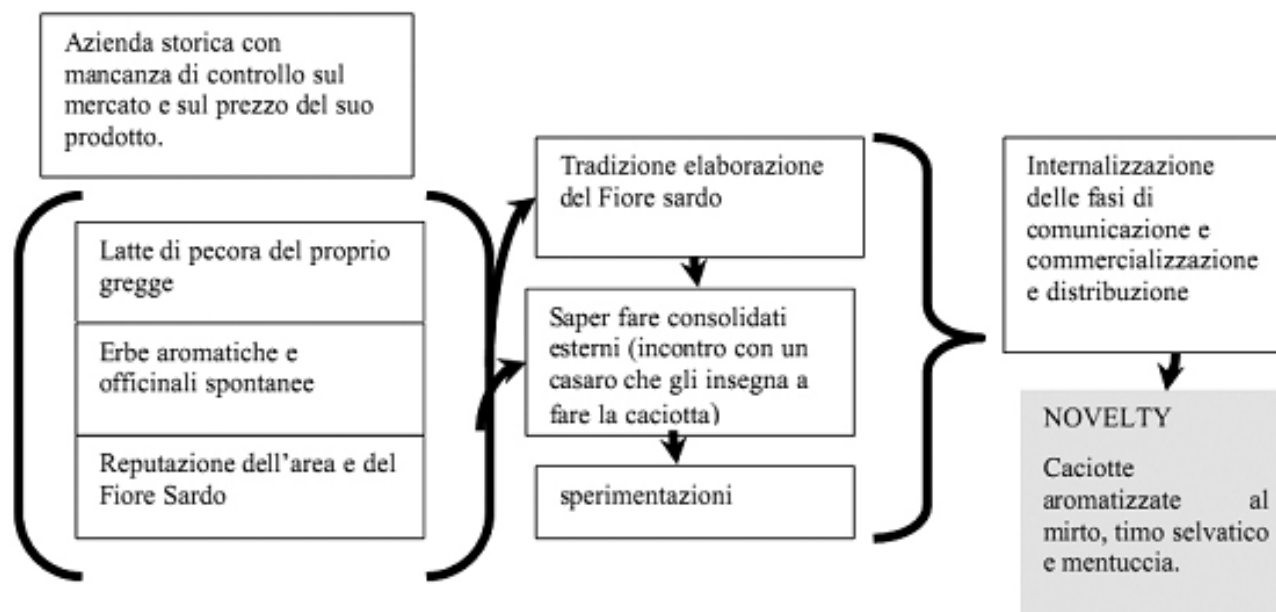 Azienda storica con
mancanza di controllo sul
mercato e sul prezzo del suo
prodotto.
Latte di pecora del proprio
gregge
Erbe aromatiche e
officinali spontanee
Reputazione dell'area e del
Fiore Sardo
Tradizione elaborazione
del Fiore sardo
Saper fare consolidati
esterni (incontro con un
casaro che gli insegna a
fare la caciotta)
sperimentazioni
Internalizzazione
delle fasi di
comunicazione e
commercializzazione
e distribuzione
NOVELTY
Caciotte
aromatizzate al
mirto, timo selvatico
e mentuccia.